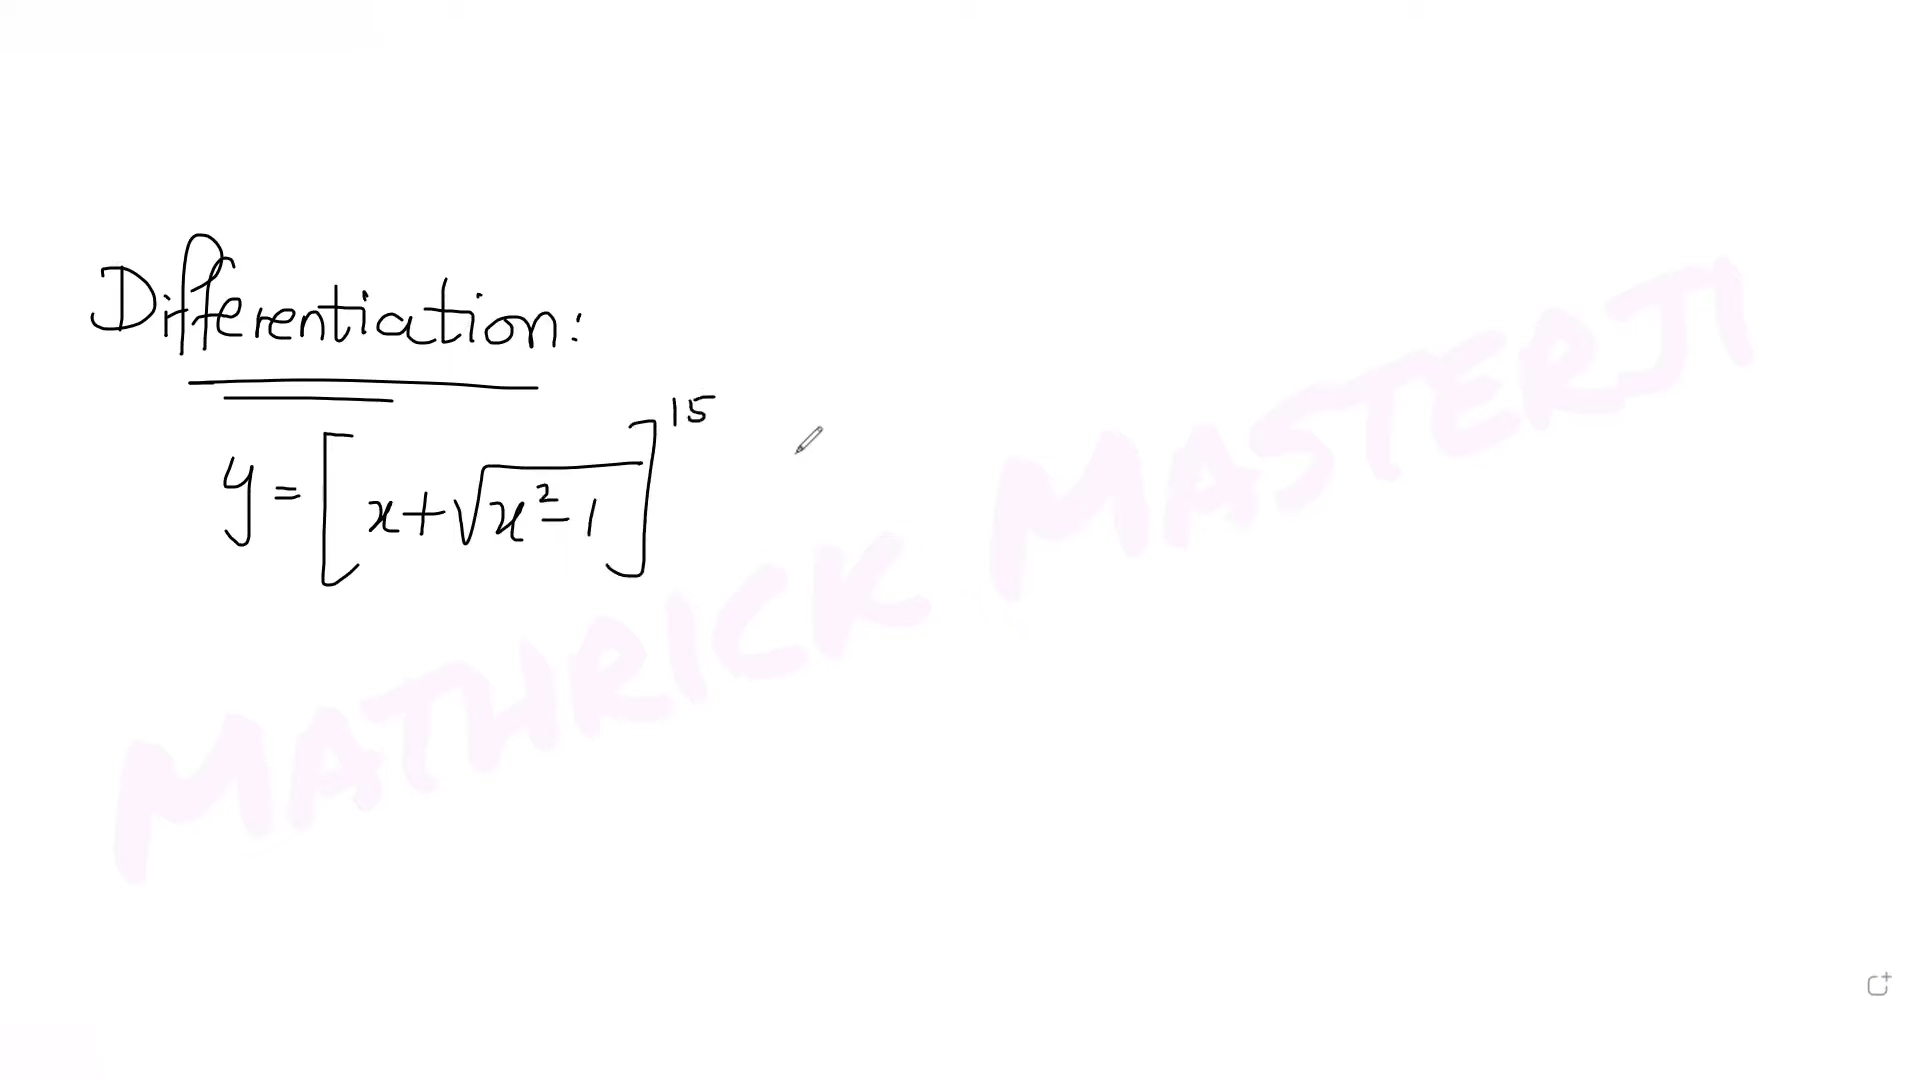 Differentiation:
y = [x+√x²-1]¹⁵
MATHRICK MASTERJI